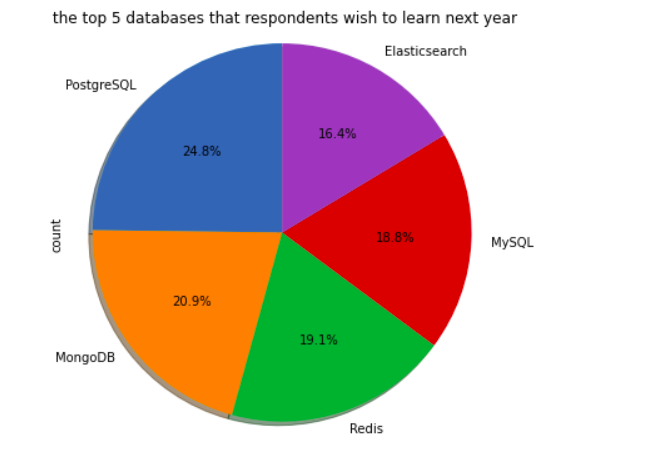 the top 5 databases that respondents wish to learn next year
Elasticsearch
PostgreSQL
16.4%
24.8%
count
18.8%
MySQL
20.9%
19.1%
MongoDB
Redis